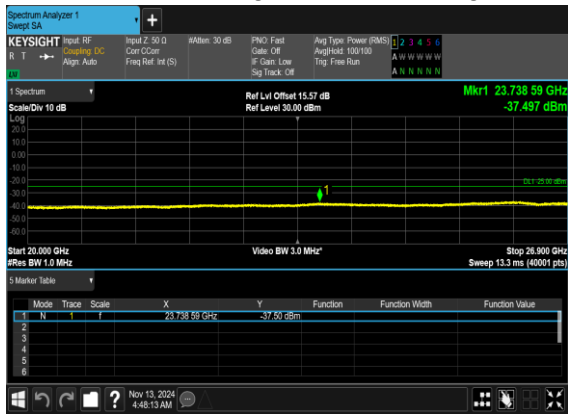 Spectrum Analyzer 1
Swept SA
KEYSIGHT Input: RF Input Z: 50 Ω #Atten: 30 dB PNO: Fast Avg Type: Power (RMS) 1 2 3 4 5 6
R T Coupling: DC Corr CCorr Gate: Off Avg|Hold: 100/100 A W W W W W
Align: Auto Freq Ref: Int (S) IF Gain: Low Trig: Free Run
Sig Track: Off A N N N N N
1 Spectrum Ref Lvl Offset 15.57 dB Mkr1 23.738 59 GHz
Scale/Div 10 dB Ref Level 30.00 dBm -37.497 dBm
Log
20.0
10.0
0.00
-10.0
-20.0
DL1 -25.00 dBm
1
-30.0
-40.0
-50.0
-60.0
Start 20.000 GHz Video BW 3.0 MHz* Stop 26.900 GHz
#Res BW 1.0 MHz Sweep 13.3 ms (40001 pts)
5 Marker Table
Mode Trace Scale X Y Function Function Width Function Value
1 N 1 f 23.738 59 GHz -37.50 dBm
2
3
4
5
6
? Nov 13, 2024
4:48:13 AM